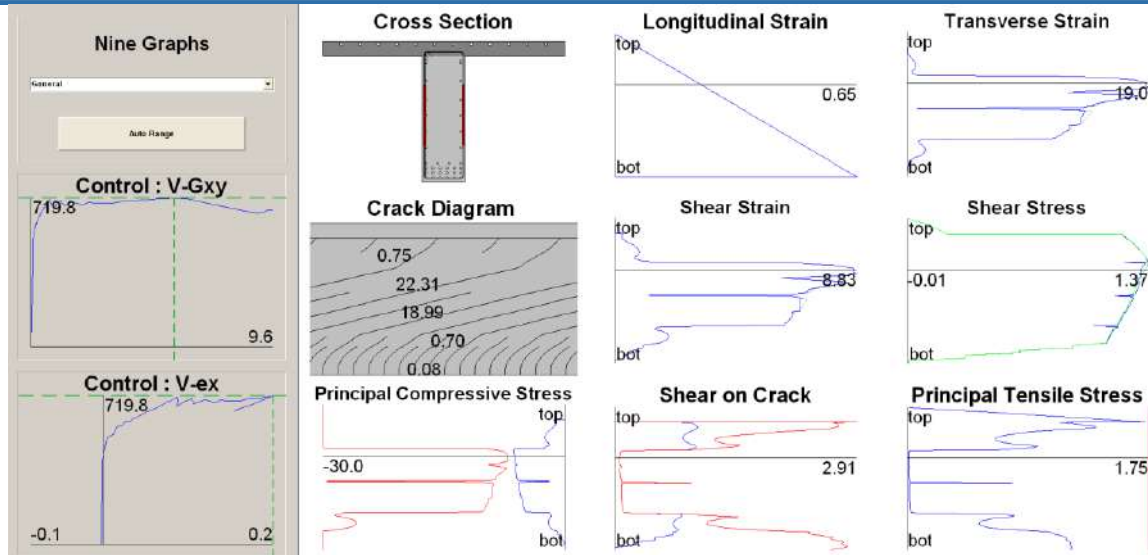 Nine Graphs
General
Auto Range
Control : V-Gxy
719.8
9.6
Control : V-ex
719.8
-0.1
0.2
Cross Section
Crack Diagram
0.75
22.31
18.99
0.70
0.08
Principal Compressive Stress
top
-30.0
bot
Longitudinal Strain
top
0.65
bot
Shear Strain
top
8.83
bot
Shear on Crack
top
2.91
bot
Transverse Strain
top
19.0
bot
Shear Stress
top
-0.01
1.37
bot
Principal Tensile Stress
top
1.75
bot